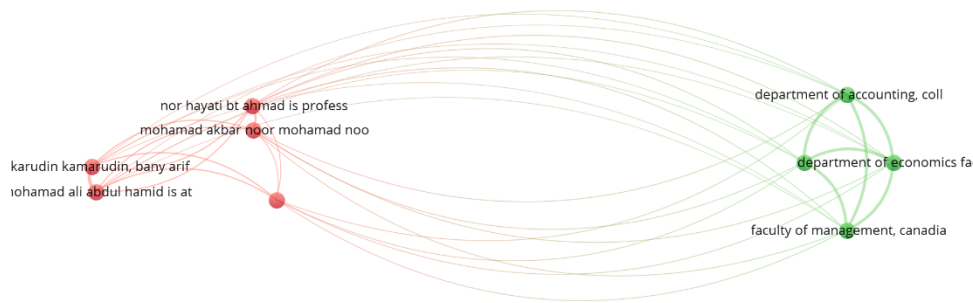 department of accounting, coll
nor hayati bt ahmad is profess
mohamad akbar noor mohamad noo
karudin kamarudin, bany arif
department of economics fa
mohamad ali abdul hamid is at
faculty of management, canadia